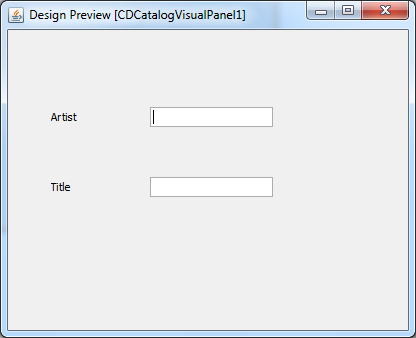 Design Preview [CDCatalogVisualPanel1]
Artist
Title